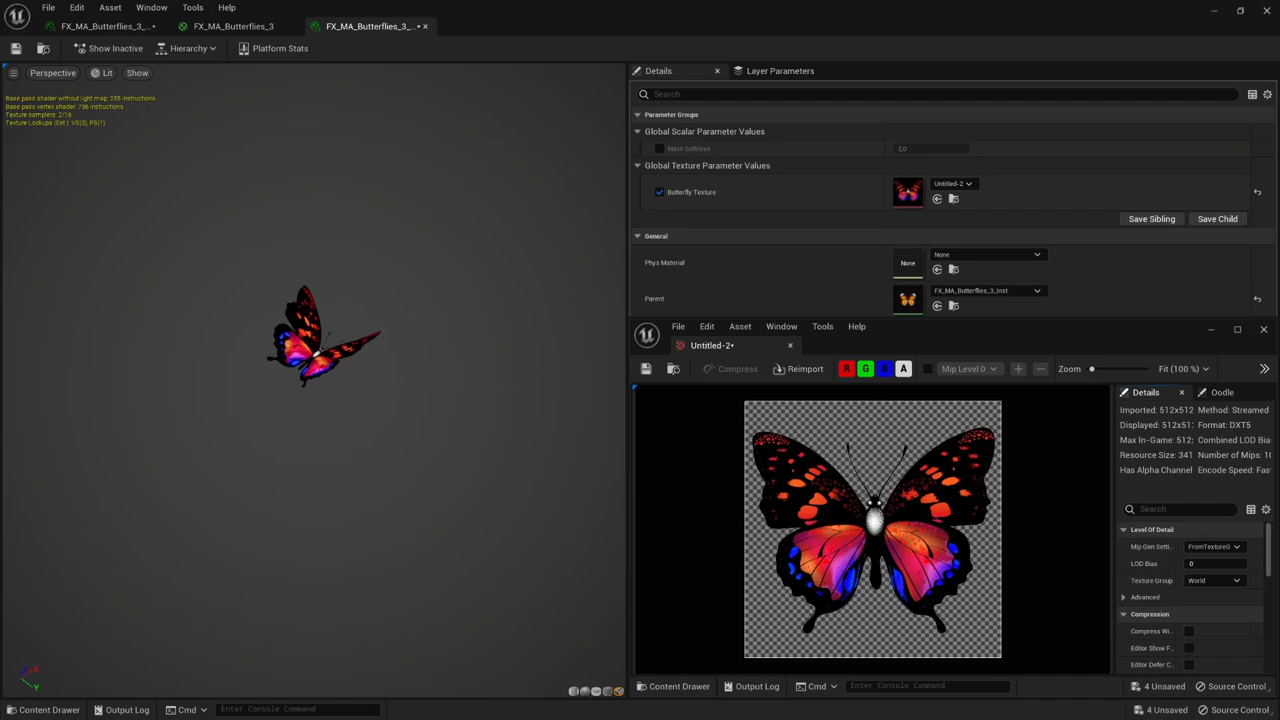 File Edit Asset Window Tools Help
FX_MA_Butterflies_3_...• FX_MA_Butterflies_3 FX_MA_Butterflies_3_...•
Show Inactive Hierarchy Platform Stats
Perspective Lit Show
Base pass shader without light map: 255 instructions
Base pass vertex shader: 736 instructions
Texture samplers: 2/16
Texture Lookups (Est.): VS(3), PS(1)
X
Y
Details Layer Parameters
Search
Parameter Groups
Global Scalar Parameter Values
Mask Softness 2,0
Global Texture Parameter Values
Butterfly Texture Untitled-2
Save Sibling Save Child
General
Phys Material None None
Parent FX_MA_Butterflies_3_Inst
File Edit Asset Window Tools Help
Untitled-2•
Compress Reimport R G B A Mip Level 0 Zoom Fit (100 %)
Details Oodle
Imported: 512x512 Method: Streamed
Displayed: 512x51: Format: DXT5
Max In-Game: 512: Combined LOD Bias
Resource Size: 341 Number of Mips: 10
Has Alpha Channel Encode Speed: Fas
Search
Level Of Detail
Mip Gen Setti... FromTextureG
LOD Bias 0
Texture Group World
Advanced
Compression
Compress Wi...
Editor Show F...
Editor Defer C...
Content Drawer Output Log Cmd Enter Console Command 4 Unsaved Source Control
Content Drawer Output Log Cmd Enter Console Command 4 Unsaved Source Control